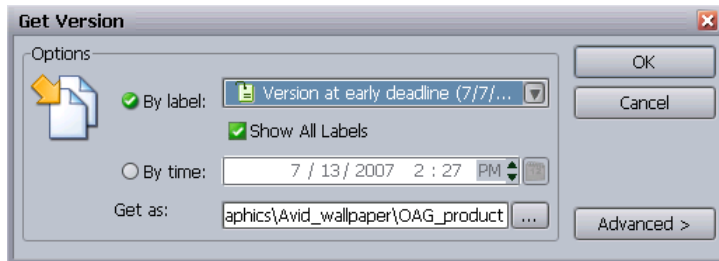 Get Version
Options
By label: Version at early deadline (7/7/...
Show All Labels
By time: 7 / 13 / 2007 2 : 27 PM
Get as: aphics\Avid_wallpaper\OAG_product ...
OK
Cancel
Advanced >